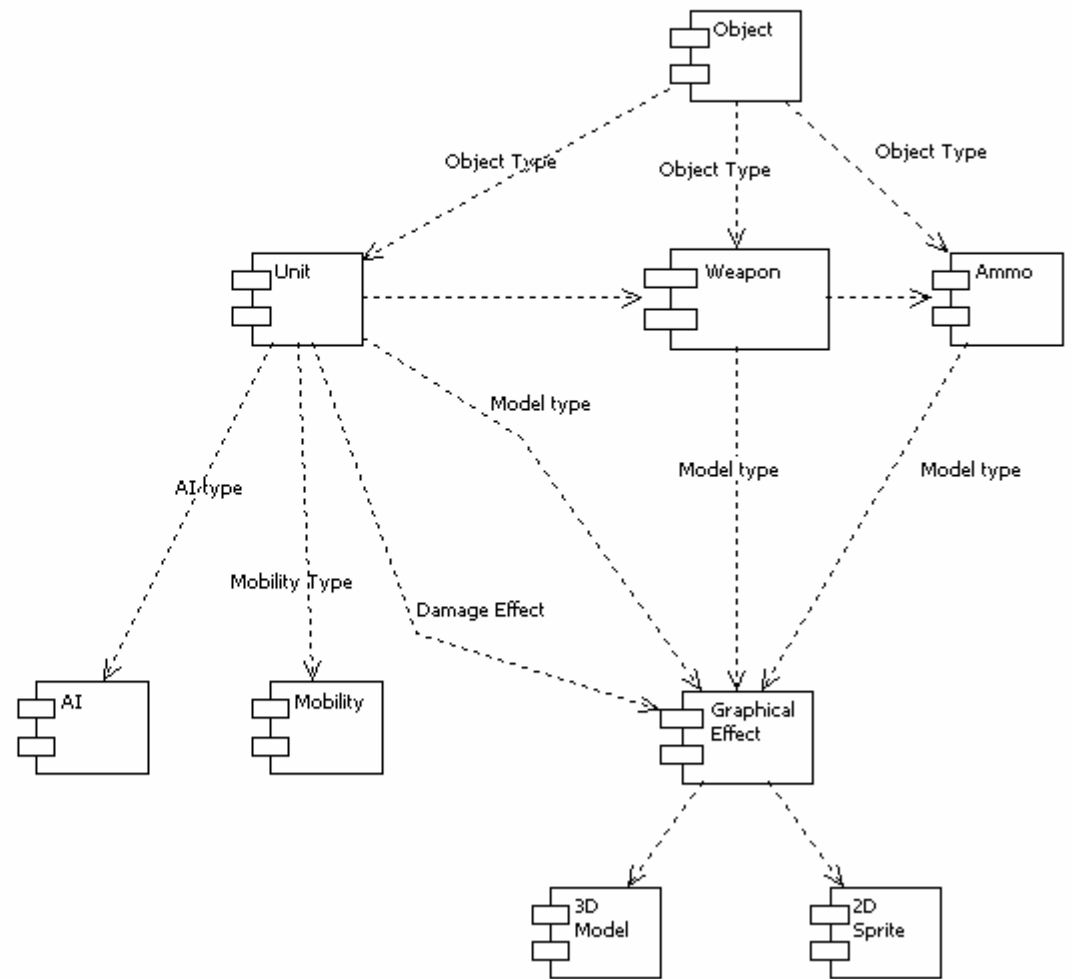 Object
Object Type
Object Type
Object Type
Unit
Weapon
Ammo
Model type
AI type
Model type
Model type
Mobility Type
Damage Effect
AI
Mobility
Graphical
Effect
3D
Model
2D
Sprite